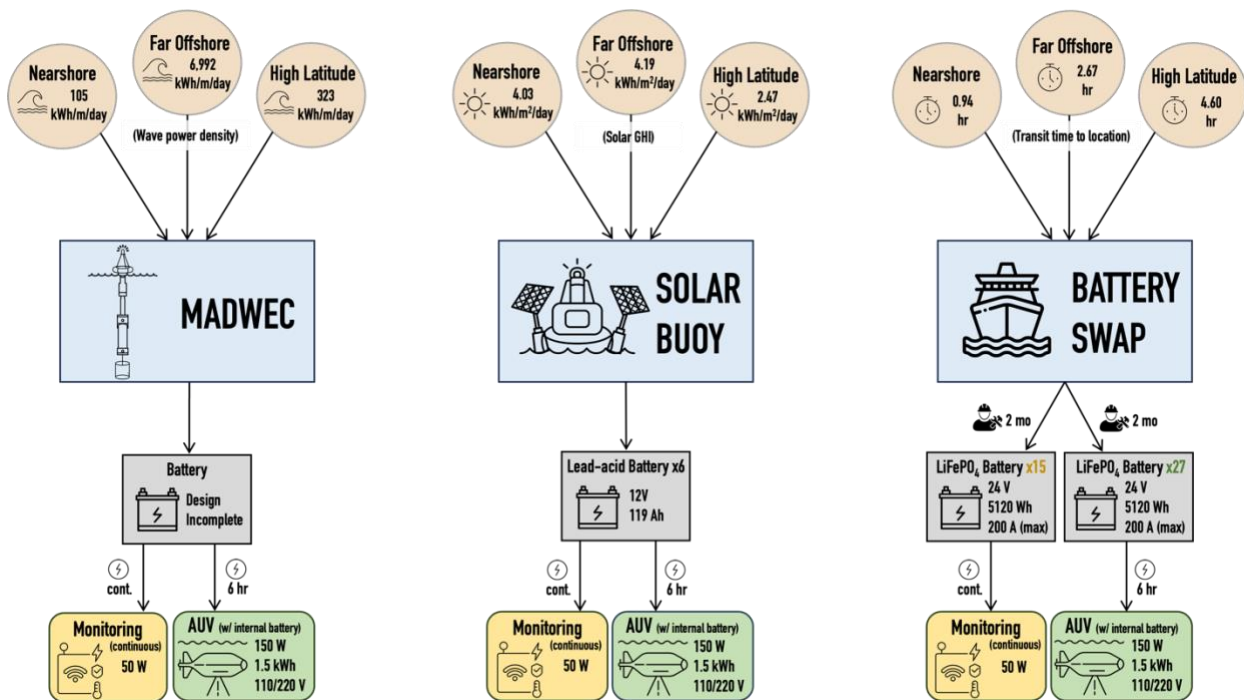 Nearshore
105
kWh/m/day
Far Offshore
6,992
kWh/m/day
High Latitude
323
kWh/m/day
(Wave power density)
MADWEC
Battery
Design
Incomplete
cont.
6 hr
Monitoring
(continuous)
50 W
AUV (w/ internal battery)
150 W
1.5 kWh
110/220 V
Nearshore
4.03
kWh/m²/day
Far Offshore
4.19
kWh/m²/day
High Latitude
2.47
kWh/m²/day
(Solar GHI)
SOLAR
BUOY
Lead-acid Battery x6
12V
119 Ah
cont.
6 hr
Monitoring
(continuous)
50 W
AUV (w/ internal battery)
150 W
1.5 kWh
110/220 V
Nearshore
0.94
hr
Far Offshore
2.67
hr
High Latitude
4.60
hr
(Transit time to location)
BATTERY
SWAP
2 mo
2 mo
LiFePO₄ Battery x15
24 V
5120 Wh
200 A (max)
LiFePO₄ Battery x27
24 V
5120 Wh
200 A (max)
cont.
6 hr
Monitoring
(continuous)
50 W
AUV (w/ internal battery)
150 W
1.5 kWh
110/220 V